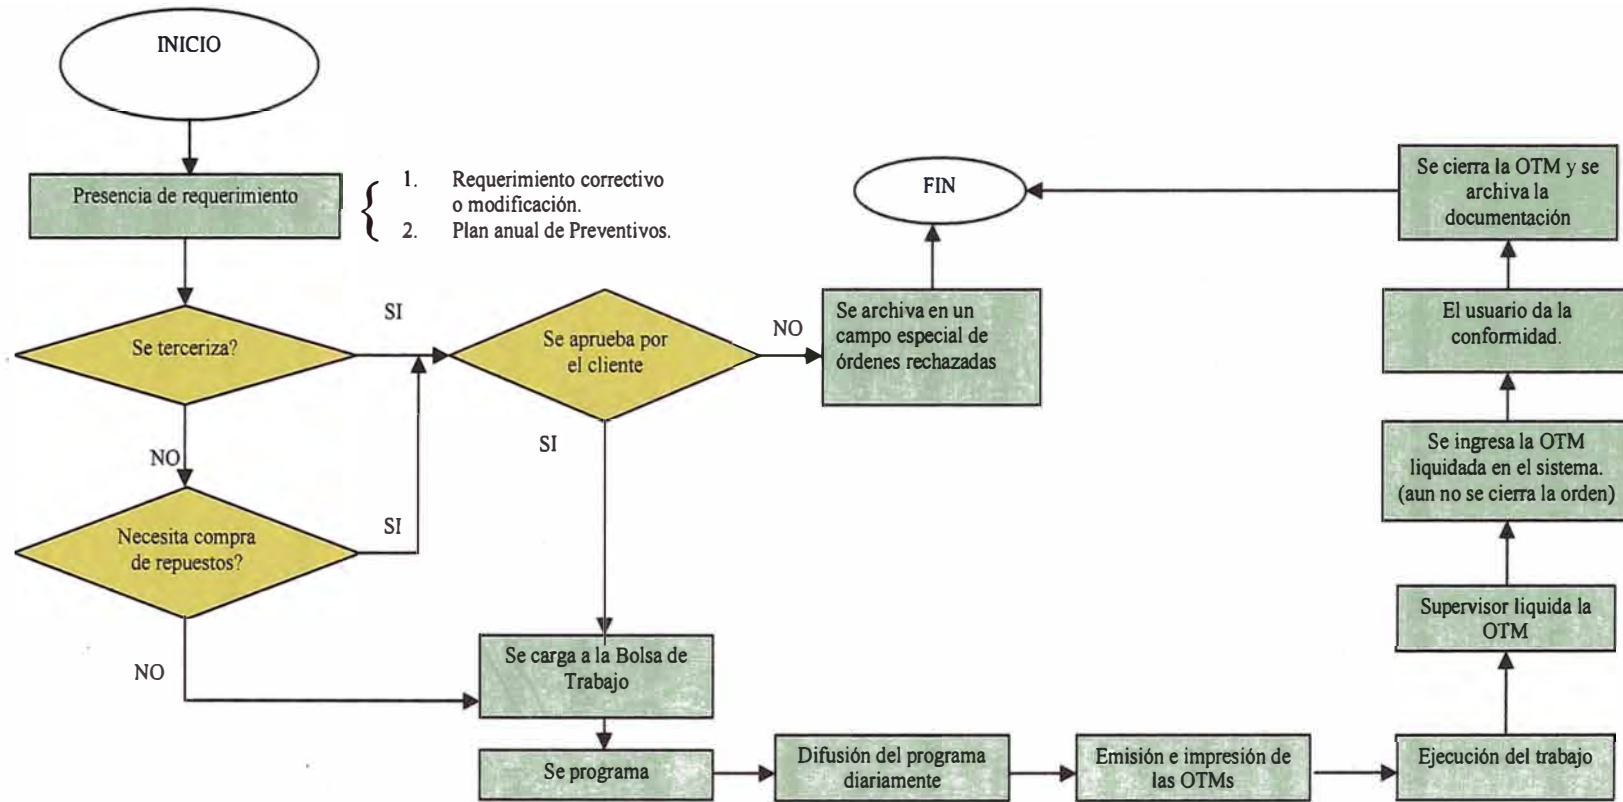 INICIO
Presencia de requerimiento
1. Requerimiento correctivo
o modificación.
2. Plan anual de Preventivos.
Se terceriza?
SI
NO
Necesita compra
de repuestos?
SI
NO
Se aprueba por
el cliente
NO
SI
Se archiva en un
campo especial de
órdenes rechazadas
FIN
Se carga a la Bolsa de
Trabajo
Se programa
Difusión del programa
diariamente
Emisión e impresión de
las OTMs
Ejecución del trabajo
Supervisor liquida la
OTM
Se ingresa la OTM
liquidada en el sistema.
(aun no se cierra la orden)
El usuario da la
conformidad.
Se cierra la OTM y se
archiva la
documentación